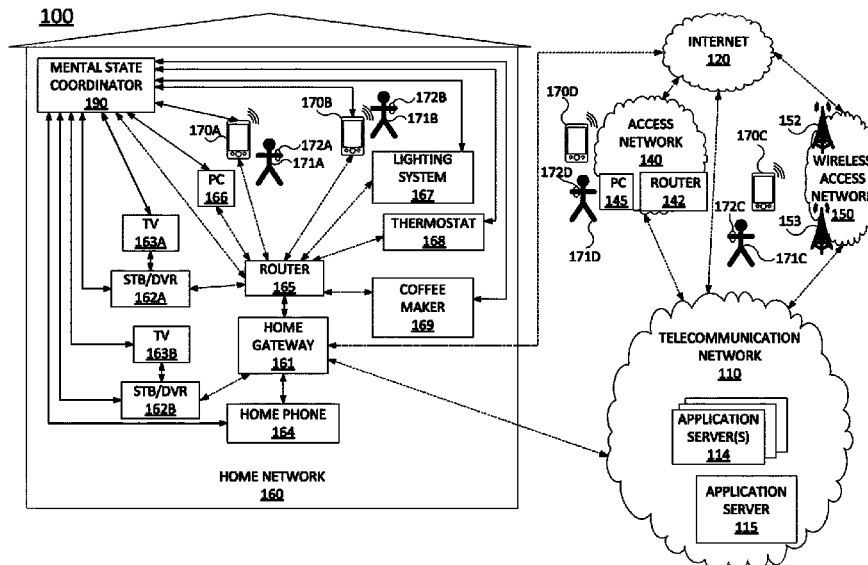 100
MENTAL STATE
COORDINATOR
190
170A
172A
171A
170B
172B
171B
PC
166
LIGHTING
SYSTEM
167
THERMOSTAT
168
TV
163A
STB/DVR
162A
ROUTER
165
COFFEE
MAKER
169
TV
163B
STB/DVR
162B
HOME
GATEWAY
161
HOME PHONE
164
HOME NETWORK
160
INTERNET
120
170D
172D
171D
ACCESS
NETWORK
140
PC
145
ROUTER
142
170C
172C
171C
152
153
WIRELESS
ACCESS
NETWORK
150
TELECOMMUNICATION
NETWORK
110
APPLICATION
SERVER(S)
114
APPLICATION
SERVER
115